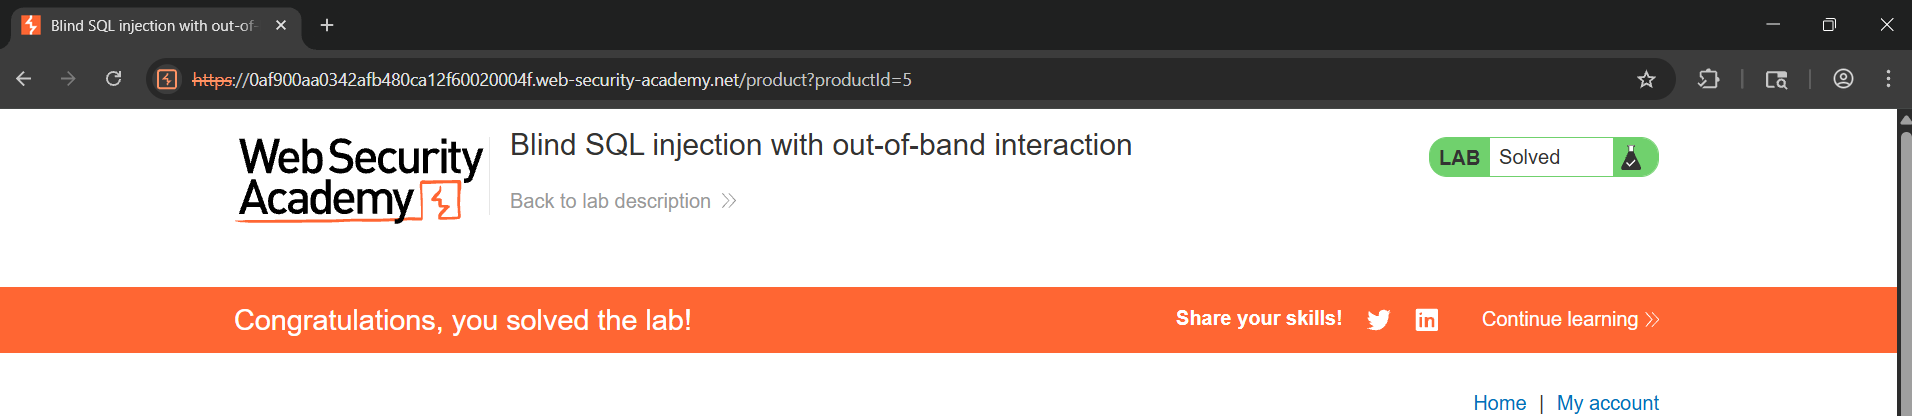 Blind SQL injection with out-of-
https://0af900aa0342afb480ca12f60020004f.web-security-academy.net/product?productId=5
Web Security
Academy
Blind SQL injection with out-of-band interaction
Back to lab description
LAB Solved
Congratulations, you solved the lab!
Share your skills!
Continue learning
Home | My account